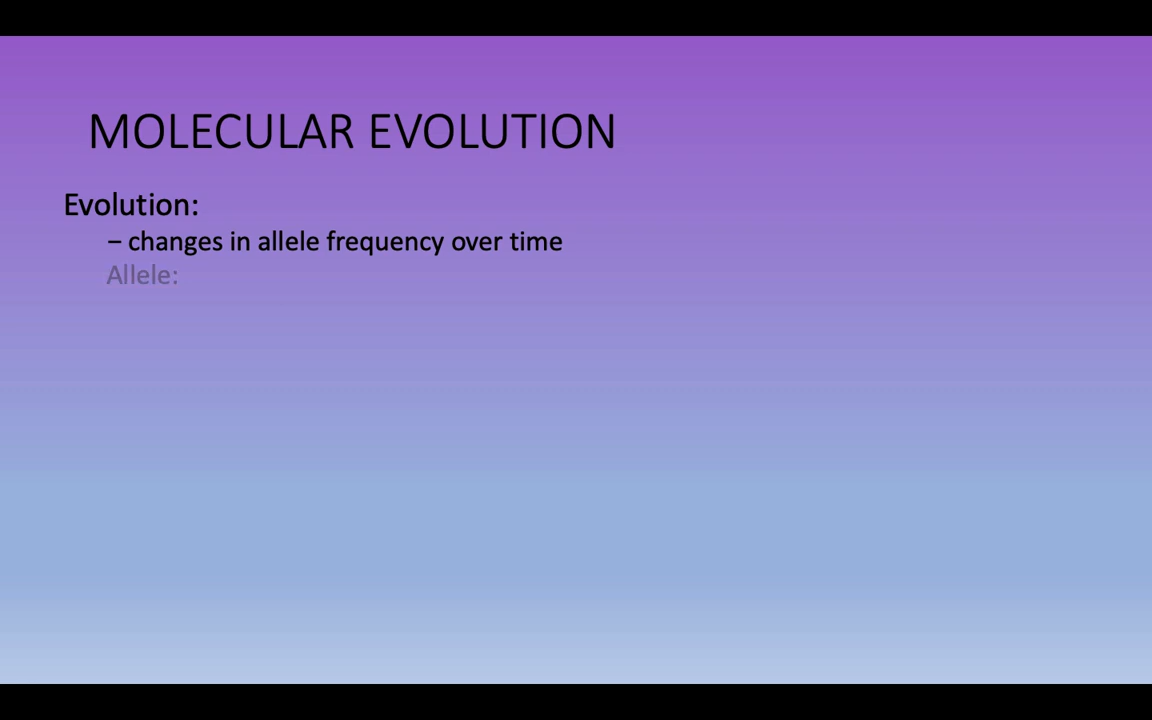 MOLECULAR EVOLUTION
Evolution:
– changes in allele frequency over time
Allele: